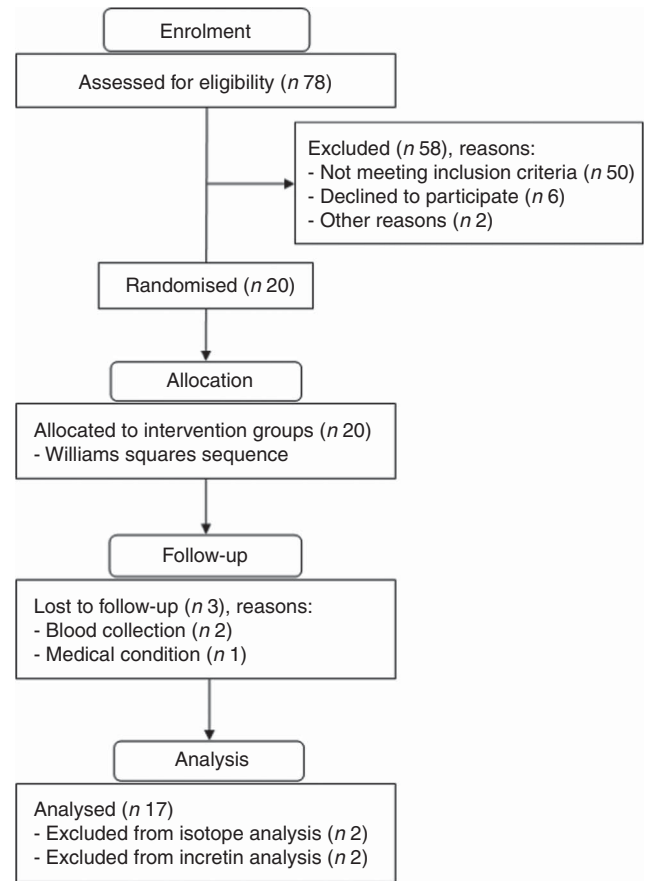 Enrolment
Assessed for eligibility (n 78)
Excluded (n 58), reasons:
- Not meeting inclusion criteria (n 50)
- Declined to participate (n 6)
- Other reasons (n 2)
Randomised (n 20)
Allocation
Allocated to intervention groups (n 20)
- Williams squares sequence
Follow-up
Lost to follow-up (n 3), reasons:
- Blood collection (n 2)
- Medical condition (n 1)
Analysis
Analysed (n 17)
- Excluded from isotope analysis (n 2)
- Excluded from incretin analysis (n 2)